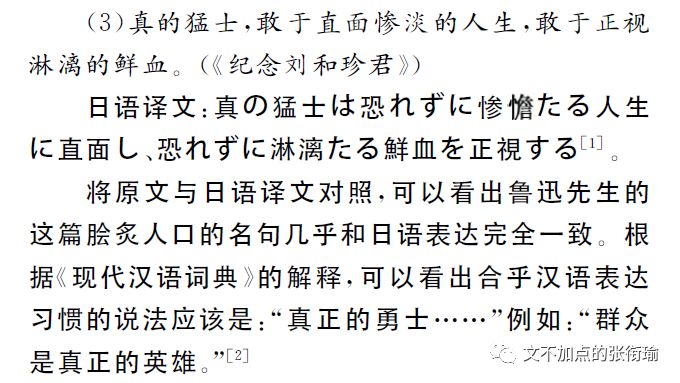 (3)真的猛士,敢于直面惨淡的人生,敢于正视
淋漓的鲜血。(《纪念刘和珍君》)
日语译文:真の猛士は恐れずに惨憺たる人生
に直面し、恐れずに淋漓たる鮮血を正視する[1]。
将原文与日语译文对照,可以看出鲁迅先生的
这篇脍炙人口的名句几乎和日语表达完全一致。根
据《现代汉语词典》的解释,可以看出合乎汉语表达
习惯的说法应该是:“真正的勇士……”例如:“群众
是真正的英雄。”[2]
文不加点的张衔瑜